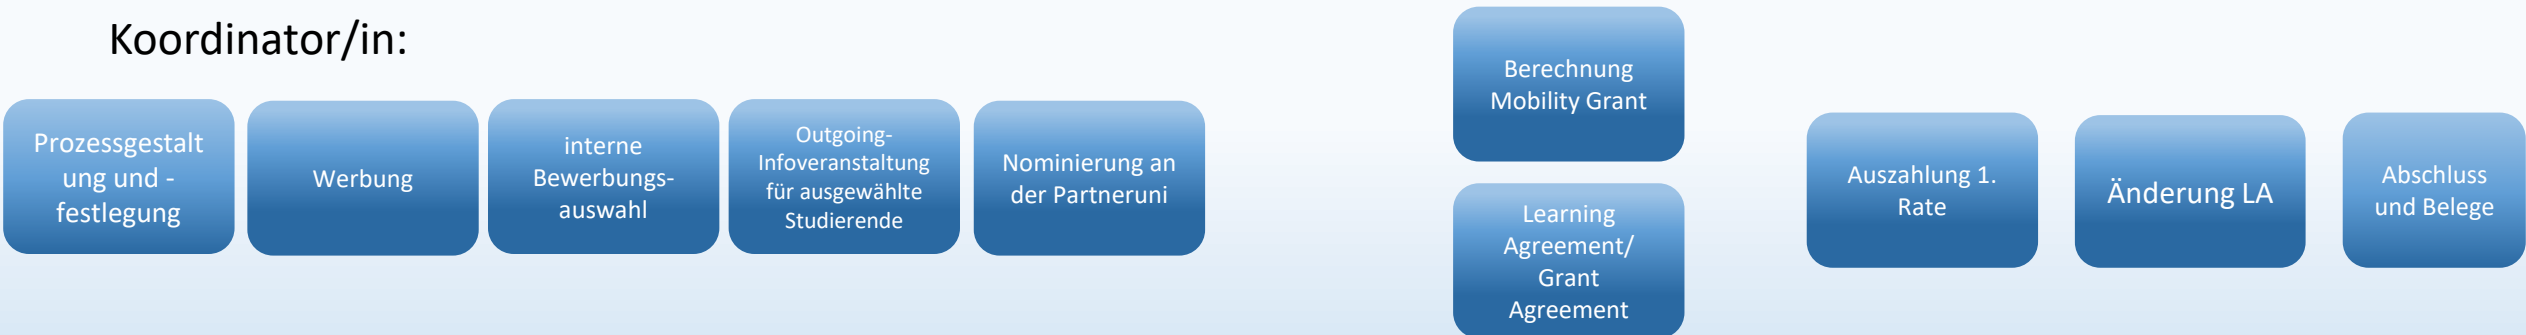 Koordinator/in:
Prozessgestalt
ung und -
festlegung
Werbung
interne
Bewerbungs-
auswahl
Outgoing-
Infoveranstaltung
für ausgewählte
Studierende
Nominierung an
der Partneruni
Berechnung
Mobility Grant
Learning
Agreement/
Grant
Agreement
Auszahlung 1.
Rate
Änderung LA
Abschluss
und Belege